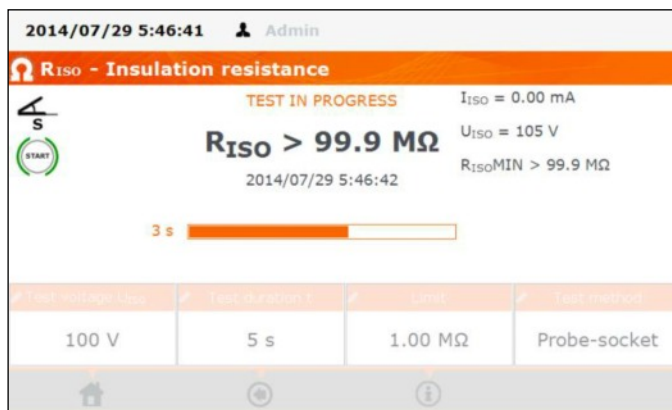 2014/07/29 5:46:41 Admin
Ω RISO - Insulation resistance
TEST IN PROGRESS
IISO = 0.00 mA
S
RISO > 99.9 MΩ
UISO = 105 V
START
2014/07/29 5:46:42
RISOMIN > 99.9 MΩ
3 s
Test voltage UISO Test duration t Limit Test method
100 V 5 s 1.00 MΩ Probe-socket